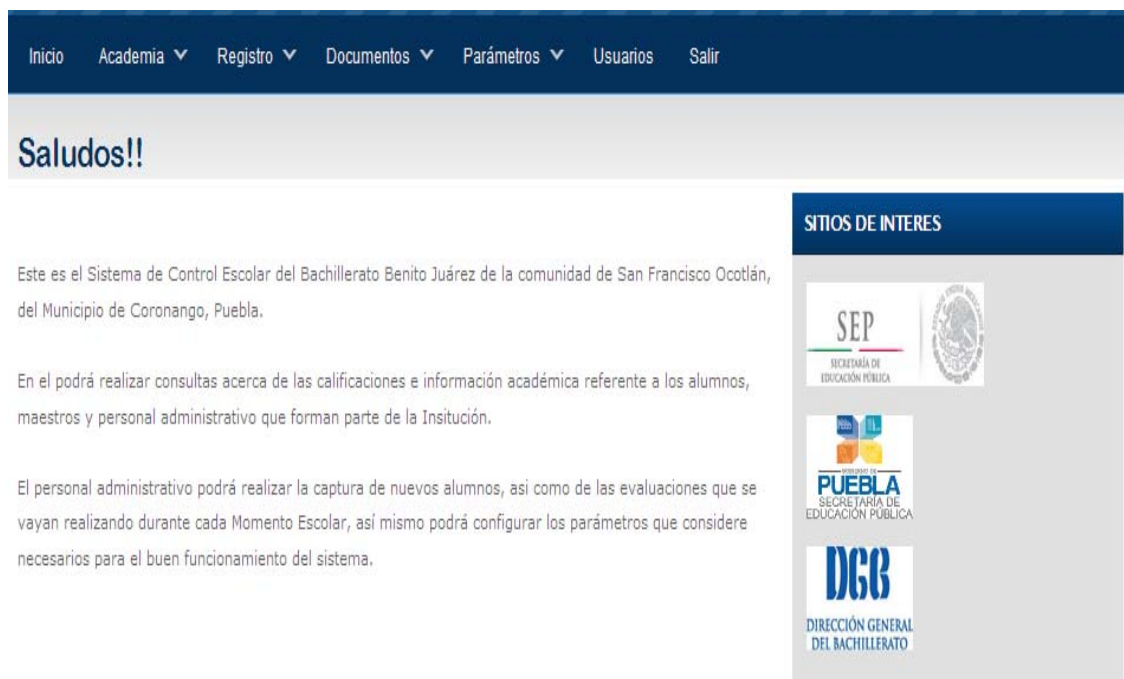 Inicio Academia Registro Documentos Parámetros Usuarios Salir
Saludos!!
Este es el Sistema de Control Escolar del Bachillerato Benito Juárez de la comunidad de San Francisco Ocotlán,
del Municipio de Coronango, Puebla.
En el podrá realizar consultas acerca de las calificaciones e información académica referente a los alumnos,
maestros y personal administrativo que forman parte de la Insitución.
El personal administrativo podrá realizar la captura de nuevos alumnos, asi como de las evaluaciones que se
vayan realizando durante cada Momento Escolar, así mismo podrá configurar los parámetros que considere
necesarios para el buen funcionamiento del sistema.
SITIOS DE INTERES
SEP
SECRETARÍA DE
EDUCACIÓN PÚBLICA
GOBIERNO DE
PUEBLA
SECRETARÍA DE
EDUCACIÓN PÚBLICA
DGB
DIRECCIÓN GENERAL
DEL BACHILLERATO